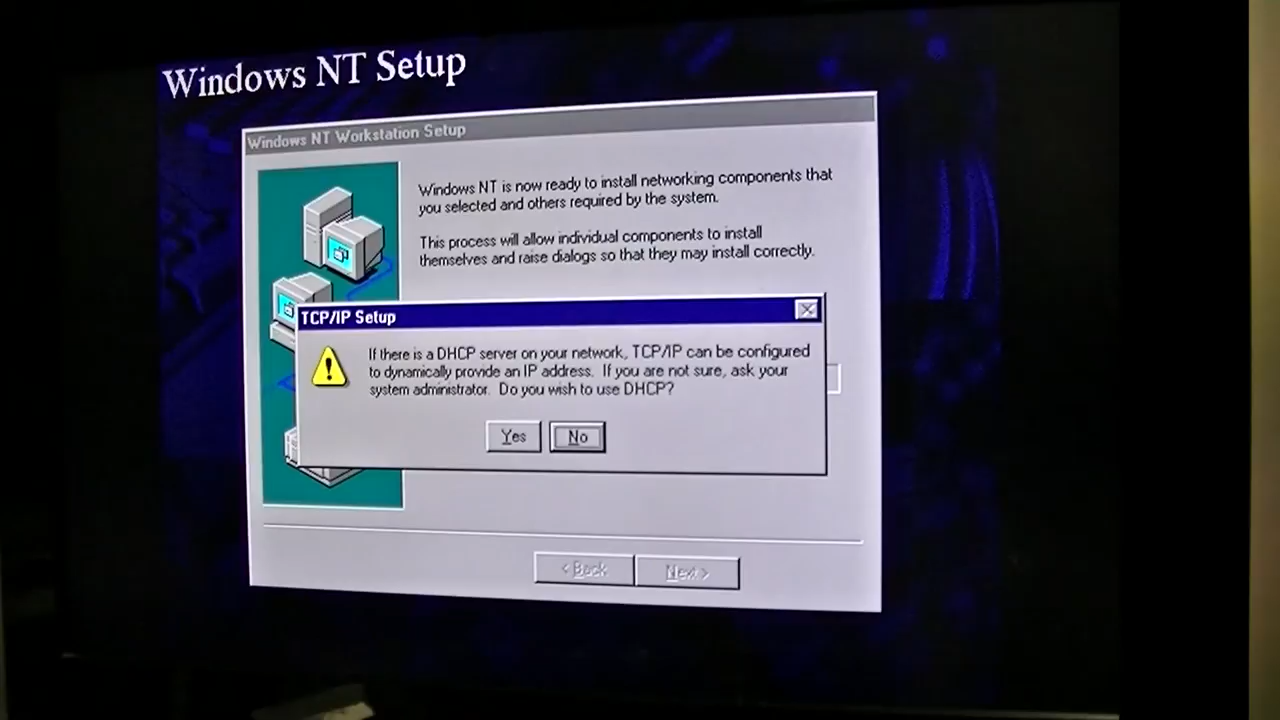 Windows NT Setup
Windows NT Workstation Setup
Windows NT is now ready to install networking components that
you selected and others required by the system.
This process will allow individual components to install
themselves and raise dialogs so that they may install correctly.
TCP/IP Setup
If there is a DHCP server on your network, TCP/IP can be configured
to dynamically provide an IP address. If you are not sure, ask your
system administrator. Do you wish to use DHCP?
Yes No
< Back Next >